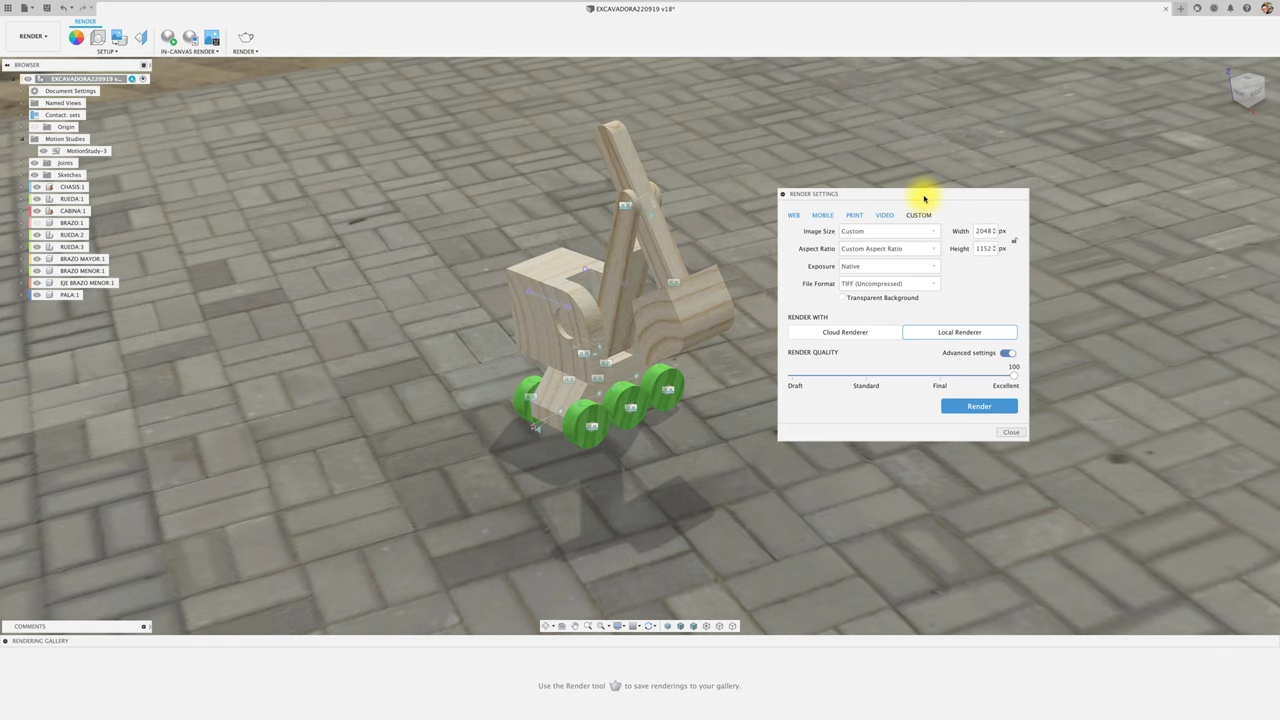 EXCAVADORA220919 v18*
RENDER
RENDER
SETUP
IN-CANVAS RENDER
RENDER
BROWSER
EXCAVADORA220919 v...
Document Settings
Named Views
Contact: sets
Origin
Motion Studies
MotionStudy-3
Joints
Sketches
CHASIS:1
RUEDA:1
CABINA:1
BRAZO:1
RUEDA:2
RUEDA:3
BRAZO MAYOR:1
BRAZO MENOR:1
EJE BRAZO MENOR:1
PALA:1
RENDER SETTINGS
WEB MOBILE PRINT VIDEO CUSTOM
Image Size Custom Width 2048 px
Aspect Ratio Custom Aspect Ratio Height 1152 px
Exposure Native
File Format TIFF (Uncompressed)
Transparent Background
RENDER WITH
Cloud Renderer Local Renderer
RENDER QUALITY Advanced settings
100
Draft Standard Final Excellent
Render
Close
COMMENTS
RENDERING GALLERY
Use the Render tool to save renderings to your gallery.